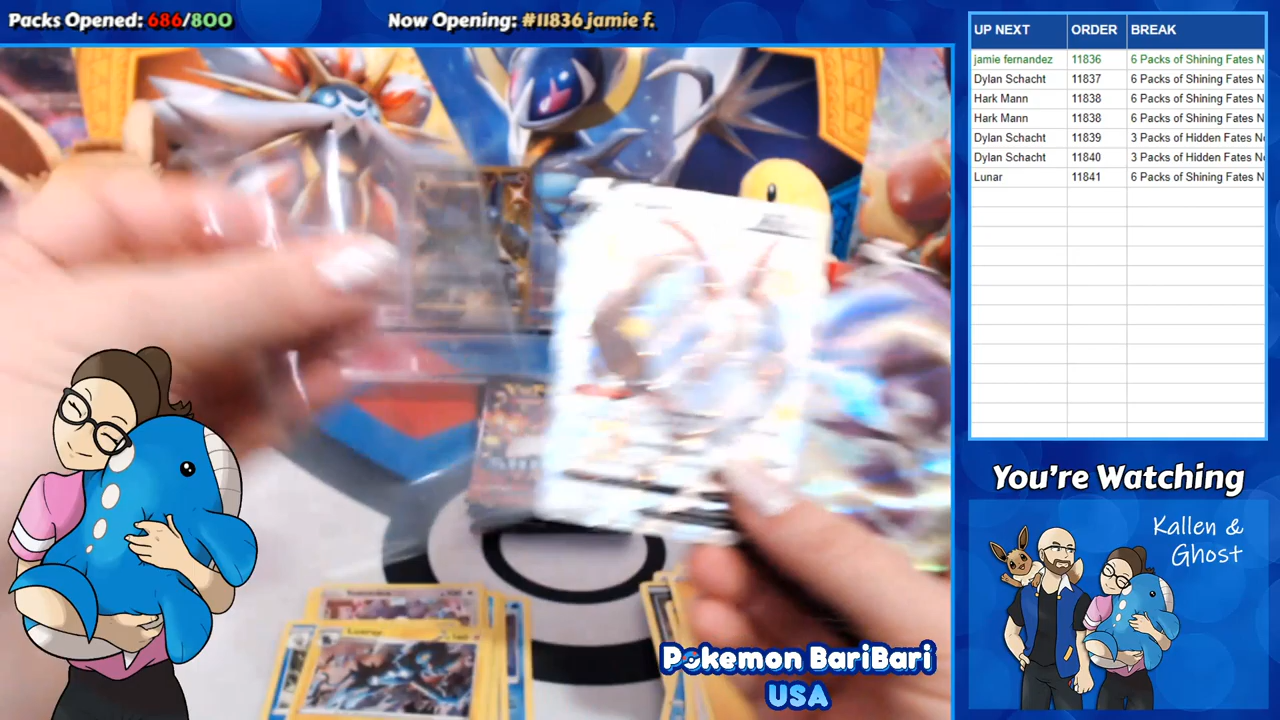 Packs Opened: 686/800
Now Opening: #11836 jamie f.
UP NEXT ORDER BREAK
jamie fernandez 11836 6 Packs of Shining Fates N
Dylan Schacht 11837 6 Packs of Shining Fates N
Hark Mann 11838 6 Packs of Shining Fates N
Hark Mann 11838 6 Packs of Shining Fates N
Dylan Schacht 11839 3 Packs of Hidden Fates N
Dylan Schacht 11840 3 Packs of Hidden Fates N
Lunar 11841 6 Packs of Shining Fates N
You're Watching
Kallen &
Ghost
Luxray
Pokemon BariBari
USA